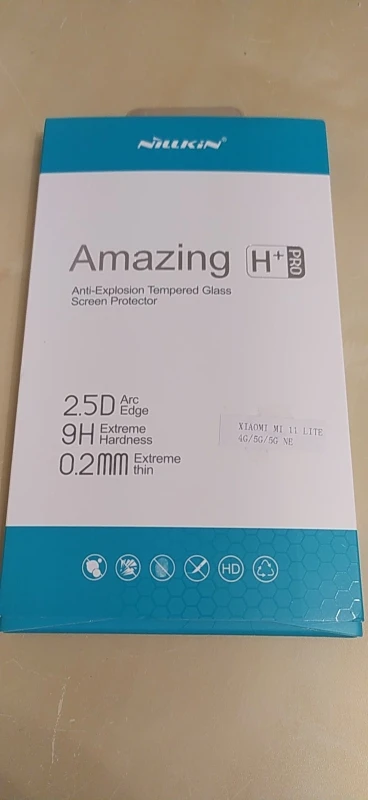 NILLKIN®
Amazing H+ PRO
Anti-Explosion Tempered Glass
Screen Protector
2.5D Arc Edge
9H Extreme Hardness
0.2mm Extreme thin
XIAOMI MI 11 LITE
4G/5G/5G NE
HD